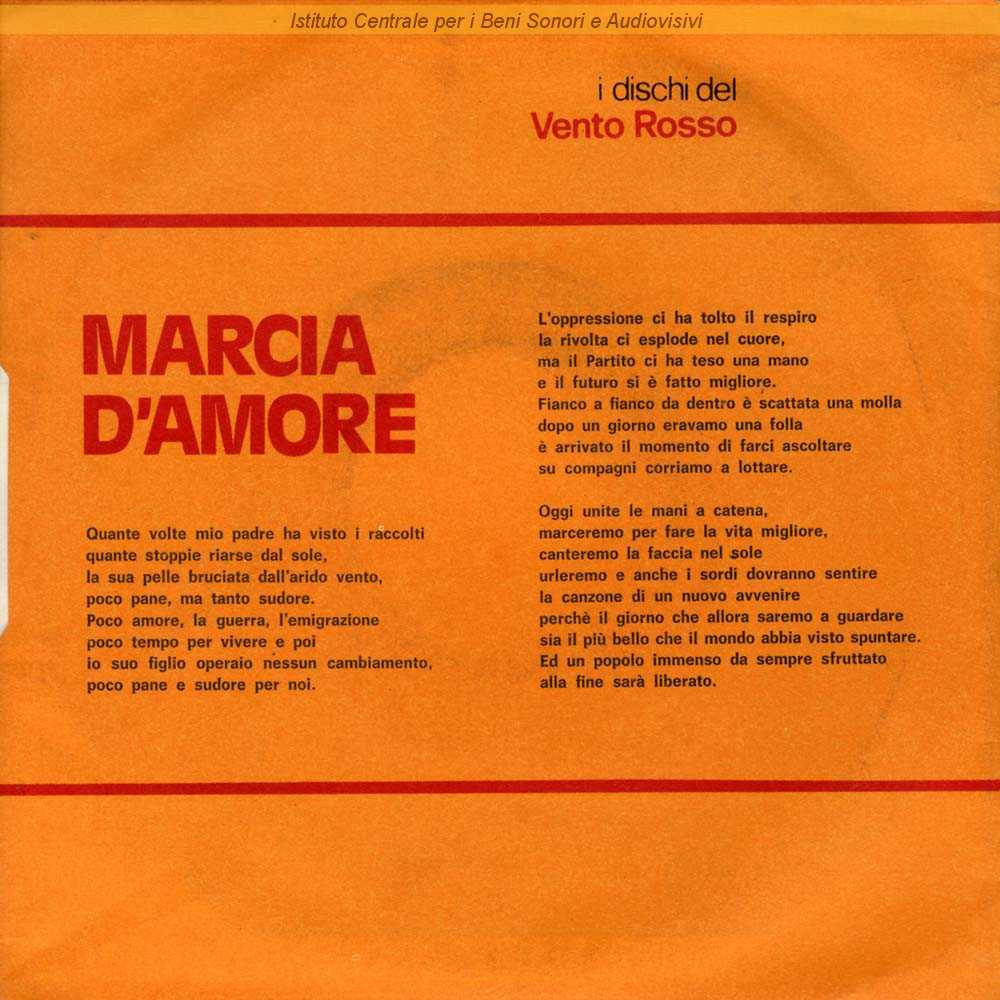 Istituto Centrale per i Beni Sonori e Audiovisivi
i dischi del
Vento Rosso
MARCIA
D'AMORE
Quante volte mio padre ha visto i raccolti
quante stoppie riarse dal sole,
la sua pelle bruciata dall'arido vento,
poco pane, ma tanto sudore.
Poco amore, la guerra, l'emigrazione
poco tempo per vivere e poi
io suo figlio operaio nessun cambiamento,
poco pane e sudore per noi.
L'oppressione ci ha tolto il respiro
la rivolta ci esplode nel cuore,
ma il Partito ci ha teso una mano
e il futuro si è fatto migliore.
Fianco a fianco da dentro è scattata una molla
dopo un giorno eravamo una folla
è arrivato il momento di farci ascoltare
su compagni corriamo a lottare.
Oggi unite le mani a catena,
marceremo per fare la vita migliore,
canteremo la faccia nel sole
urleremo e anche i sordi dovranno sentire
la canzone di un nuovo avvenire
perchè il giorno che allora saremo a guardare
sia il più bello che il mondo abbia visto spuntare.
Ed un popolo immenso da sempre sfruttato
alla fine sarà liberato.